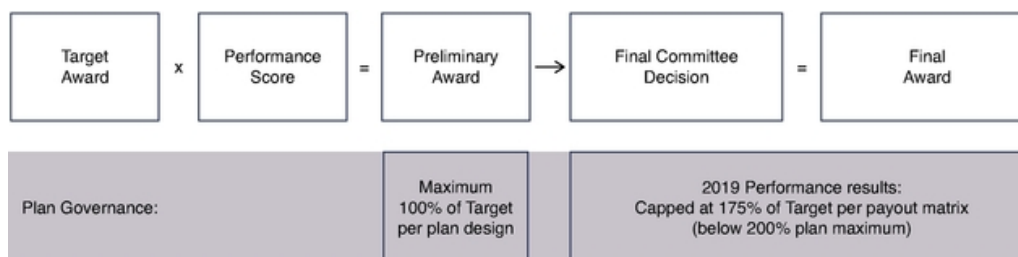 Target
Award
x
Performance
Score
=
Preliminary
Award
→
Final Committee
Decision
=
Final
Award
Plan Governance:
Maximum
100% of Target
per plan design
2019 Performance results:
Capped at 175% of Target per payout matrix
(below 200% plan maximum)